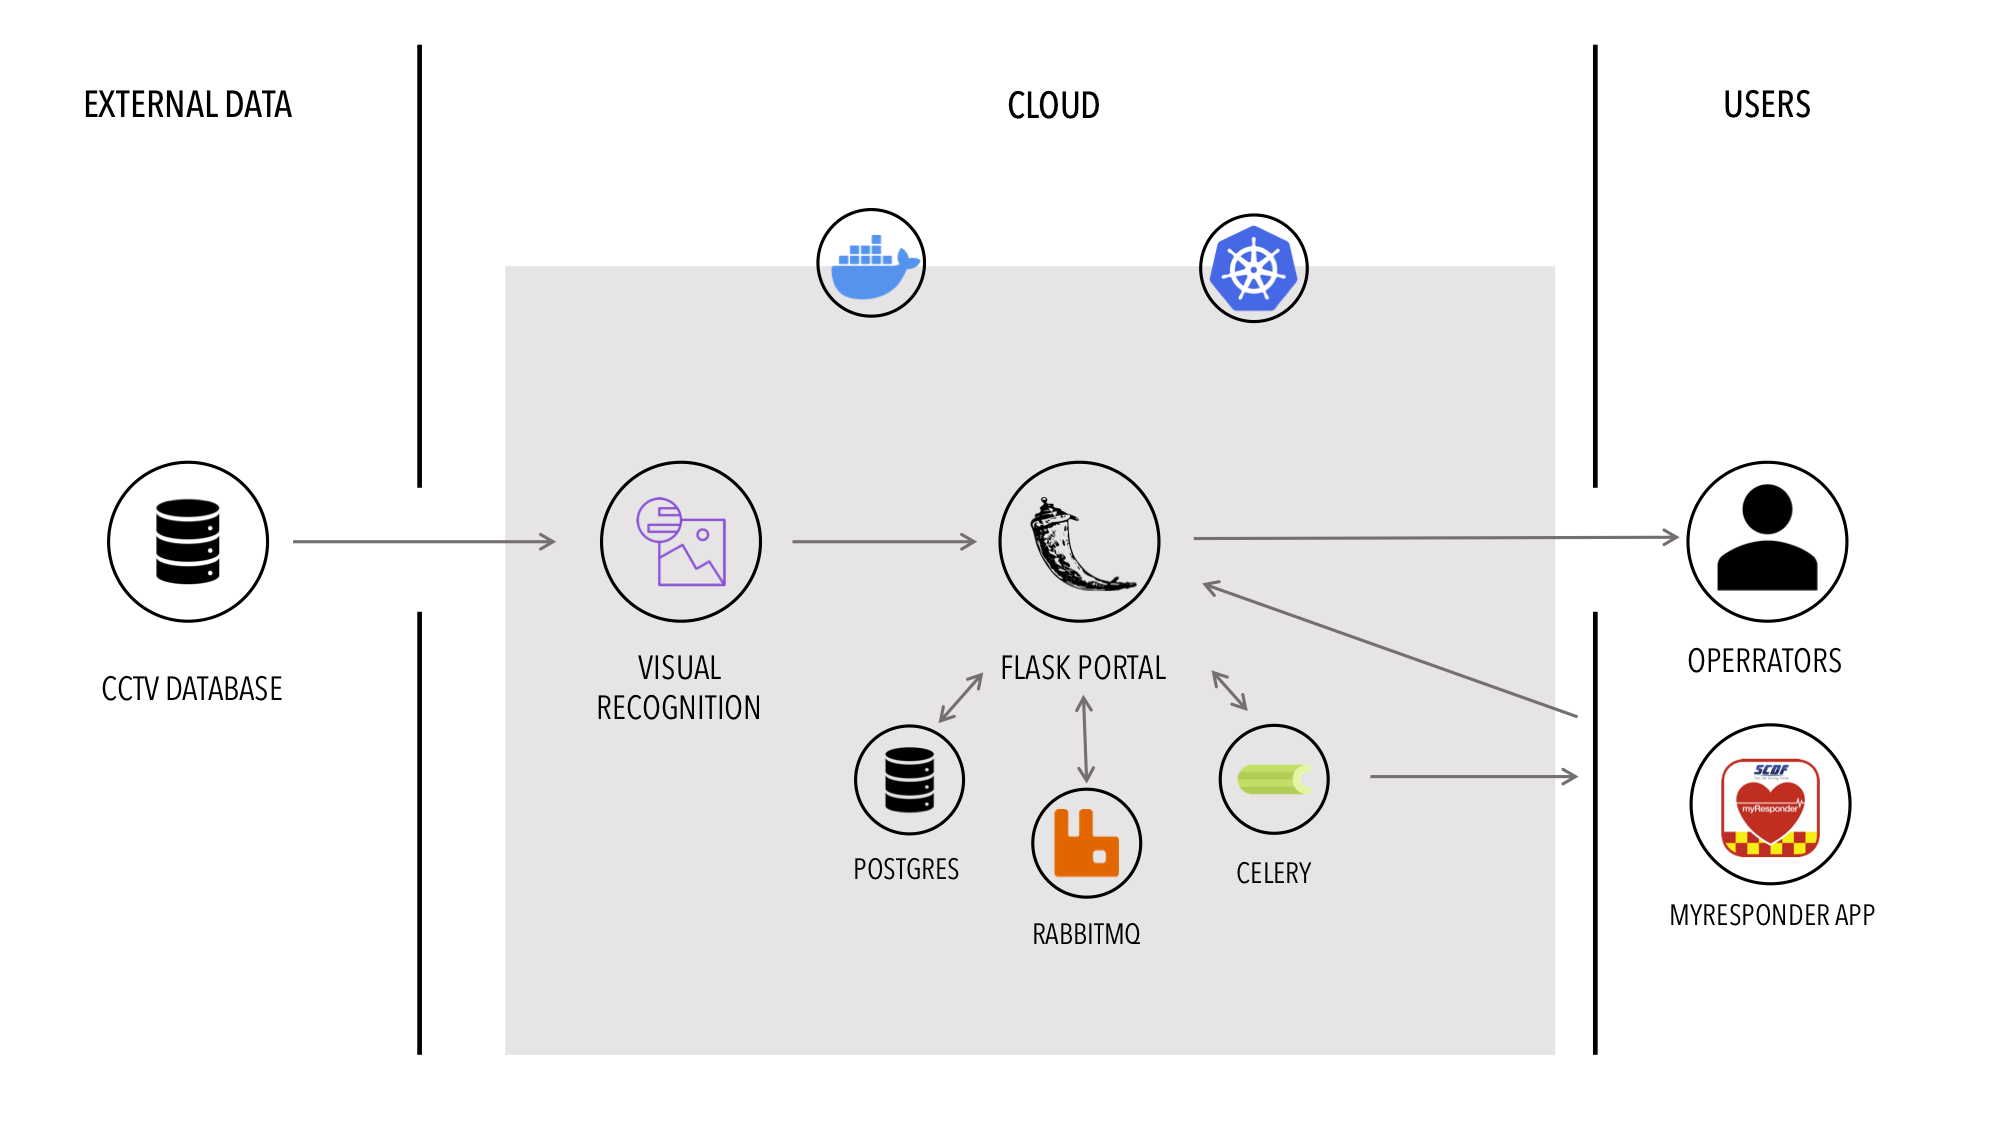 EXTERNAL DATA
CLOUD
USERS
CCTV DATABASE
VISUAL
RECOGNITION
FLASK PORTAL
OPERRATORS
POSTGRES
RABBITMQ
CELERY
SCDF
myResponder
MYRESPONDER APP